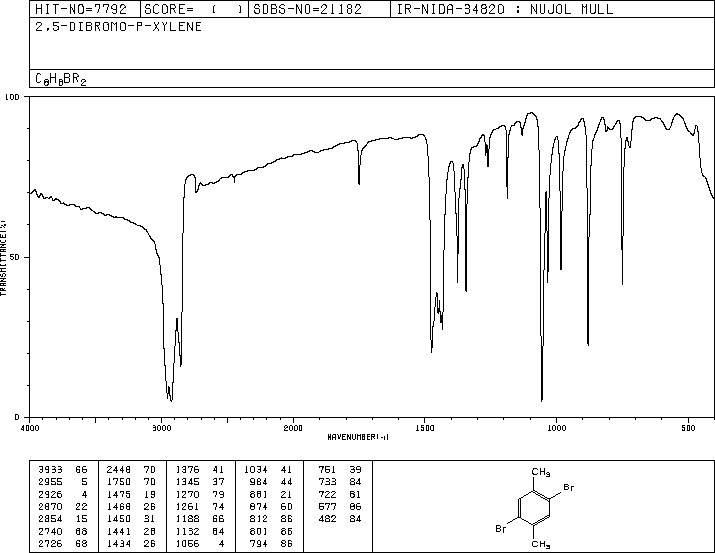 HIT-NO=7792 SCORE= ( ) SDBS-NO=21182 IR-NIDA-34820 : NUJOL MULL
2,5-DIBROMO-P-XYLENE
C8H8BR2
100
50
0
TRANSMITTANCE(%)
4000 3000 2000 1500 1000 500
WAVENUMBER(-1)
3933 66 2448 70 1376 41 1034 41 751 39
2955 5 1750 70 1345 37 984 44 733 84
2926 4 1475 19 1270 79 881 21 722 81
2870 22 1468 26 1261 74 874 60 677 86
2854 15 1450 31 1188 66 812 86 482 84
2740 68 1441 28 1132 84 801 86
2726 68 1434 26 1056 4 794 86
CH3
Br
Br
CH3